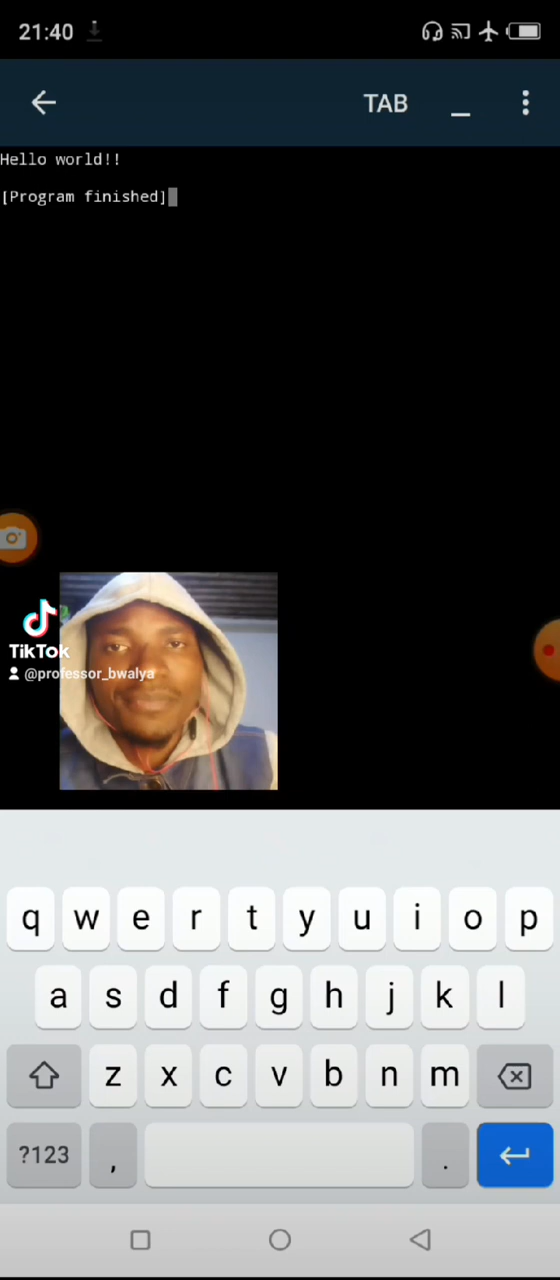 21:40
TAB
Hello world!!
[Program finished]
TikTok
@professor_bwalya
q w e r t y u i o p
a s d f g h j k l
z x c v b n m
?123 , .